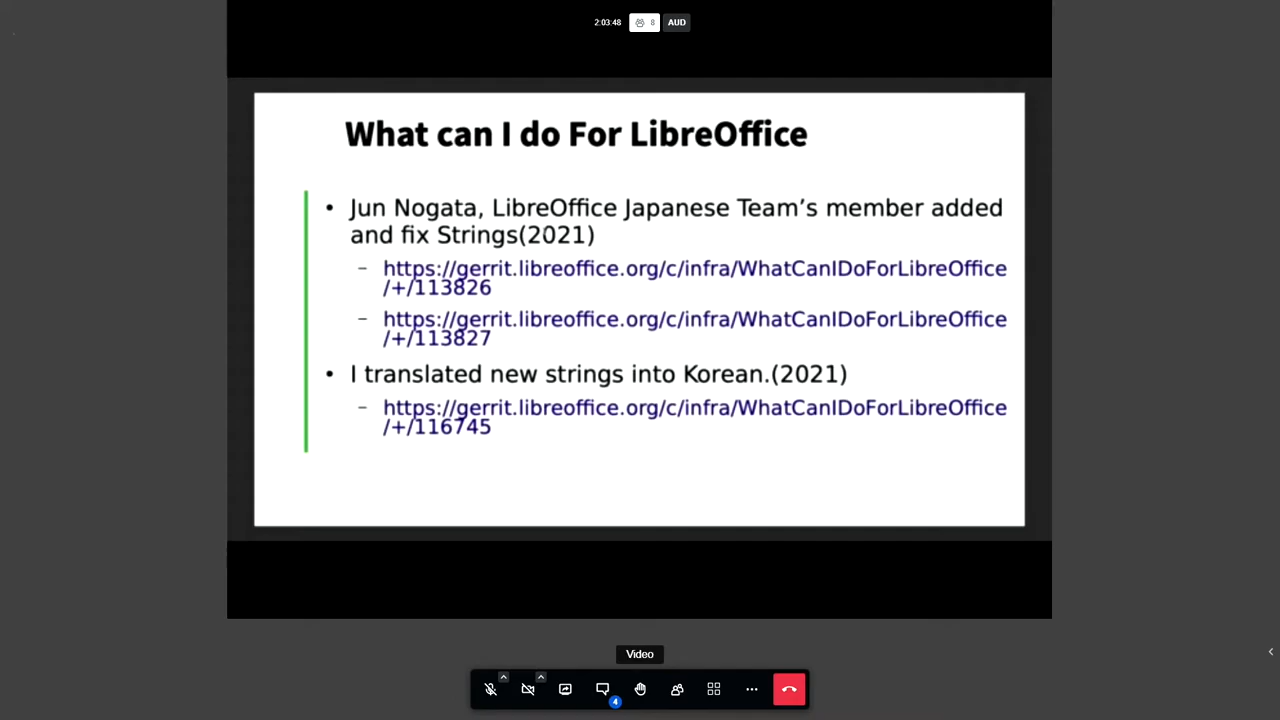 2:03:48 8 AUD
What can I do For LibreOffice
• Jun Nogata, LibreOffice Japanese Team’s member added
and fix Strings(2021)
– https://gerrit.libreoffice.org/c/infra/WhatCanIDoForLibreOffice
/+/113826
– https://gerrit.libreoffice.org/c/infra/WhatCanIDoForLibreOffice
/+/113827
• I translated new strings into Korean.(2021)
– https://gerrit.libreoffice.org/c/infra/WhatCanIDoForLibreOffice
/+/116745
Video
4